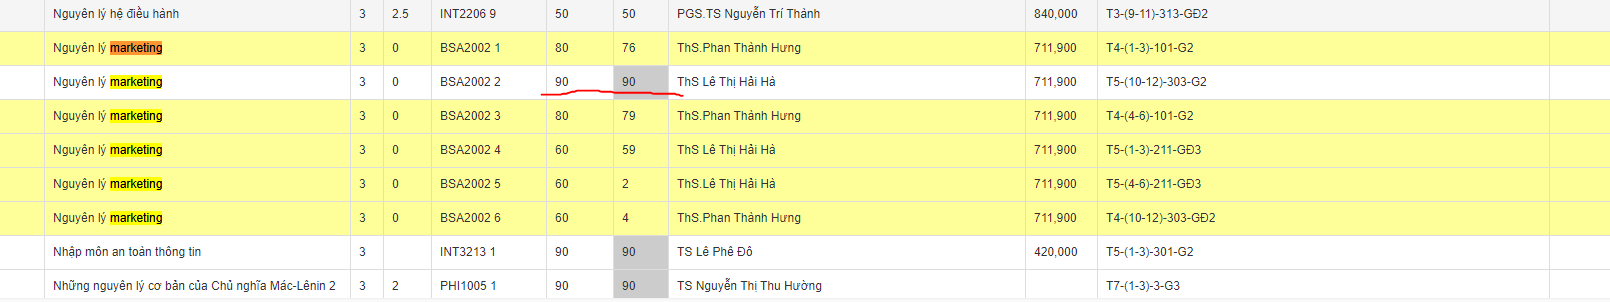 Nguyên lý hệ điều hành 3 2.5 INT2206 9 50 50 PGS.TS Nguyễn Trí Thành 840,000 T3-(9-11)-313-GĐ2
Nguyên lý marketing 3 0 BSA2002 1 80 76 ThS.Phan Thành Hưng 711,900 T4-(1-3)-101-G2
Nguyên lý marketing 3 0 BSA2002 2 90 90 ThS Lê Thị Hải Hà 711,900 T5-(10-12)-303-G2
Nguyên lý marketing 3 0 BSA2002 3 80 79 ThS.Phan Thành Hưng 711,900 T4-(4-6)-101-G2
Nguyên lý marketing 3 0 BSA2002 4 60 59 ThS Lê Thị Hải Hà 711,900 T5-(1-3)-211-GĐ3
Nguyên lý marketing 3 0 BSA2002 5 60 2 ThS.Lê Thị Hải Hà 711,900 T5-(4-6)-211-GĐ3
Nguyên lý marketing 3 0 BSA2002 6 60 4 ThS.Phan Thành Hưng 711,900 T4-(10-12)-303-GĐ2
Nhập môn an toàn thông tin 3 INT3213 1 90 90 TS Lê Phê Đô 420,000 T5-(1-3)-301-G2
Những nguyên lý cơ bản của Chủ nghĩa Mác-Lênin 2 3 2 PHI1005 1 90 90 TS Nguyễn Thị Thu Hường T7-(1-3)-3-G3